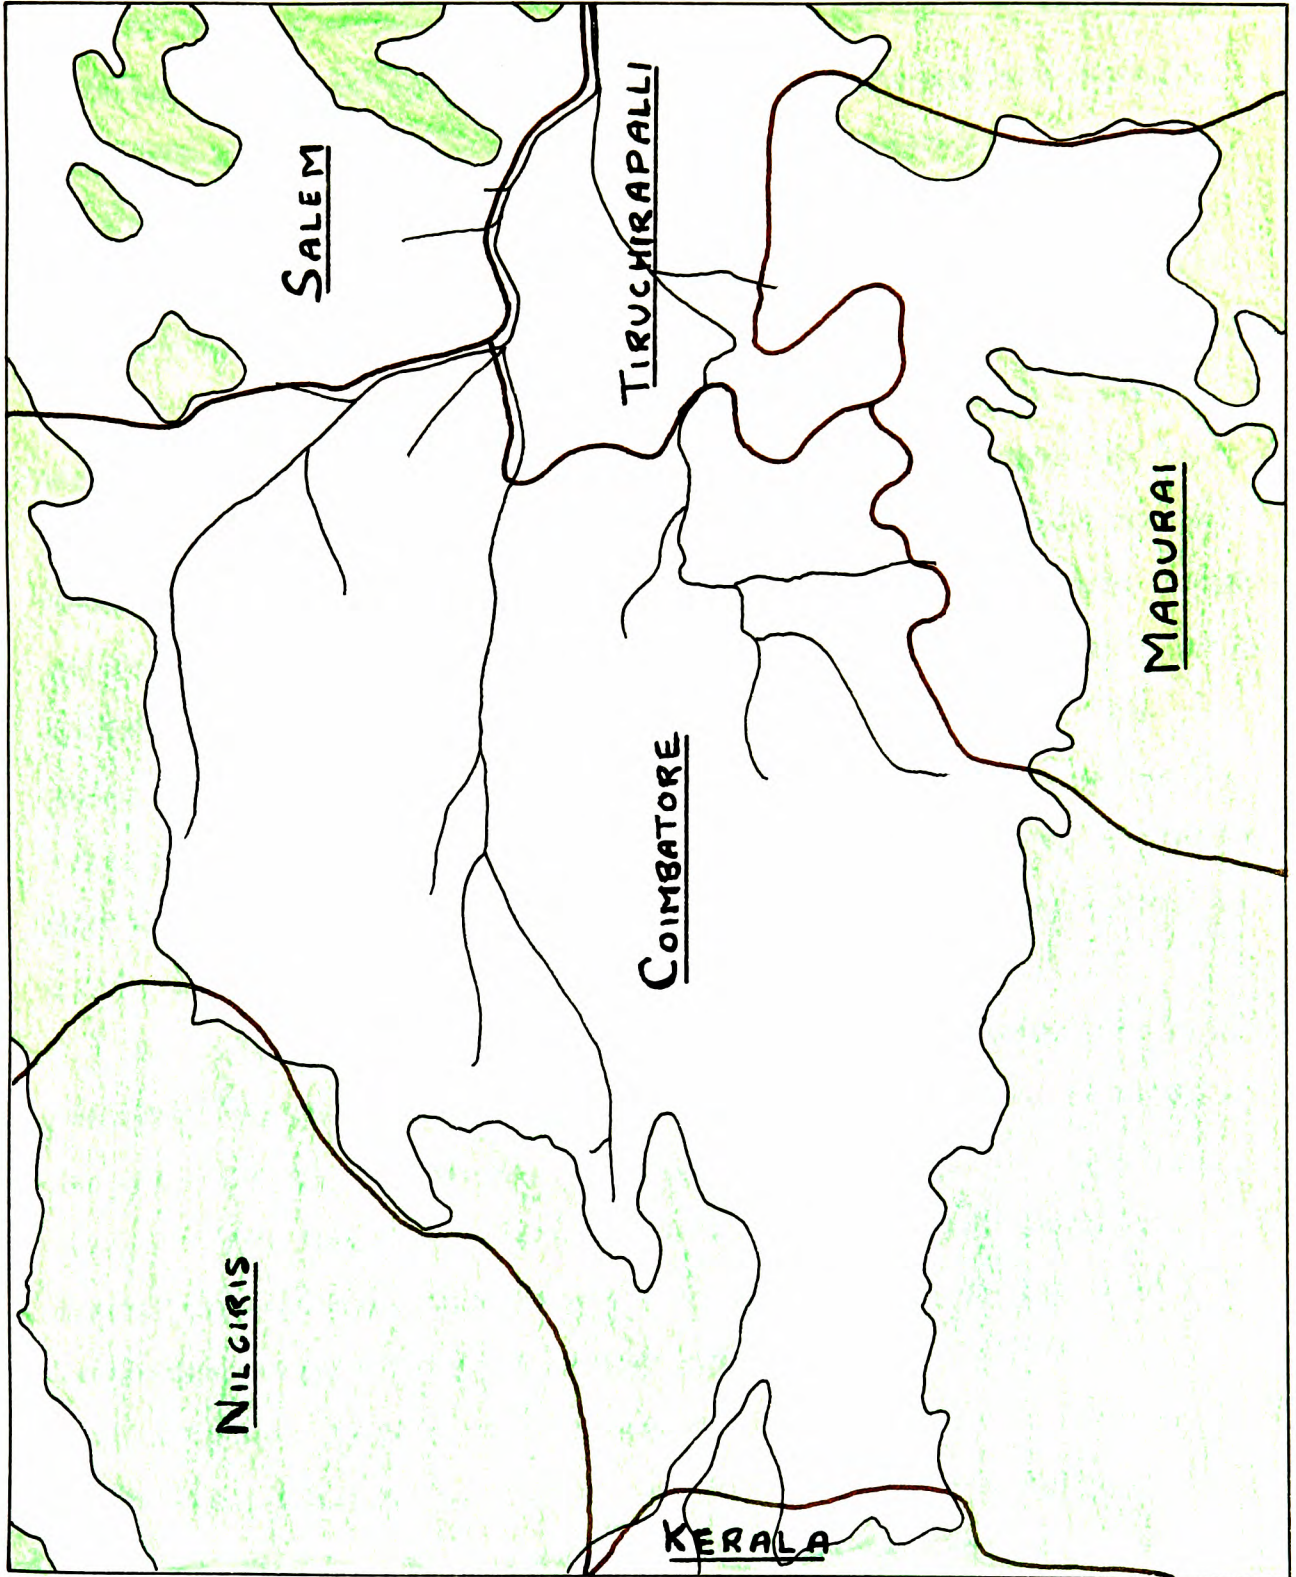 SALEM
TIRUCHIRAPALLI
MADURAI
COIMBATORE
NILGIRIS
KERALA